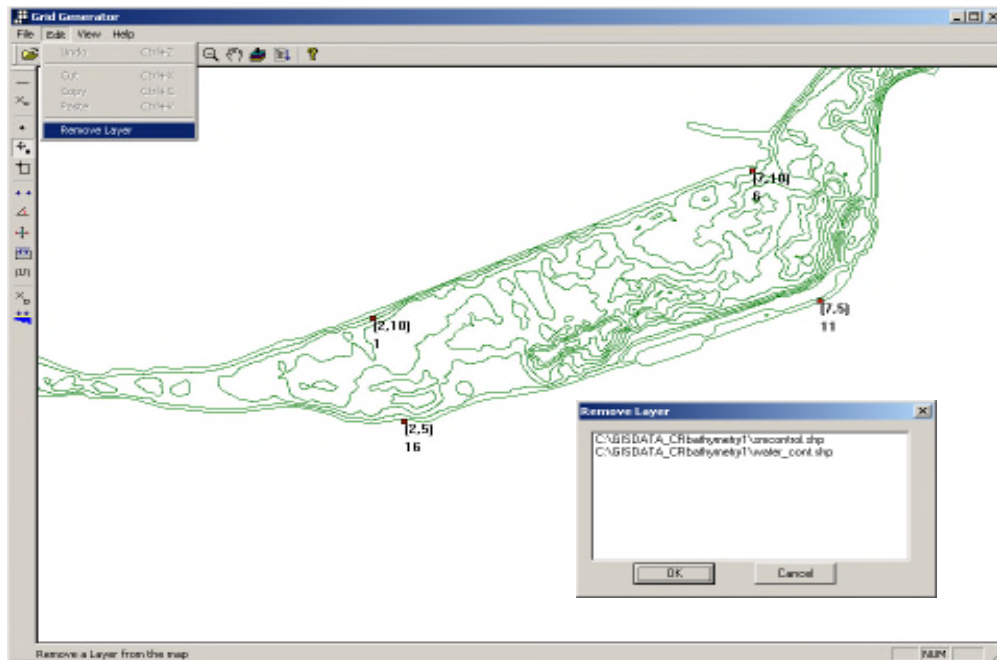 Grid Generator
File Edit View Help
Undo Ctrl+Z
Cut Ctrl+X
Copy Ctrl+C
Paste Ctrl+V
Remove Layer
(7,10)
6
(2,10)
1
(7,5)
11
(2,5)
16
Remove Layer
C:\GISDATA_CRbathymetry1\smcontrol.shp
C:\GISDATA_CRbathymetry1\water_cont.shp
OK Cancel
Remove a Layer from the map
NUM